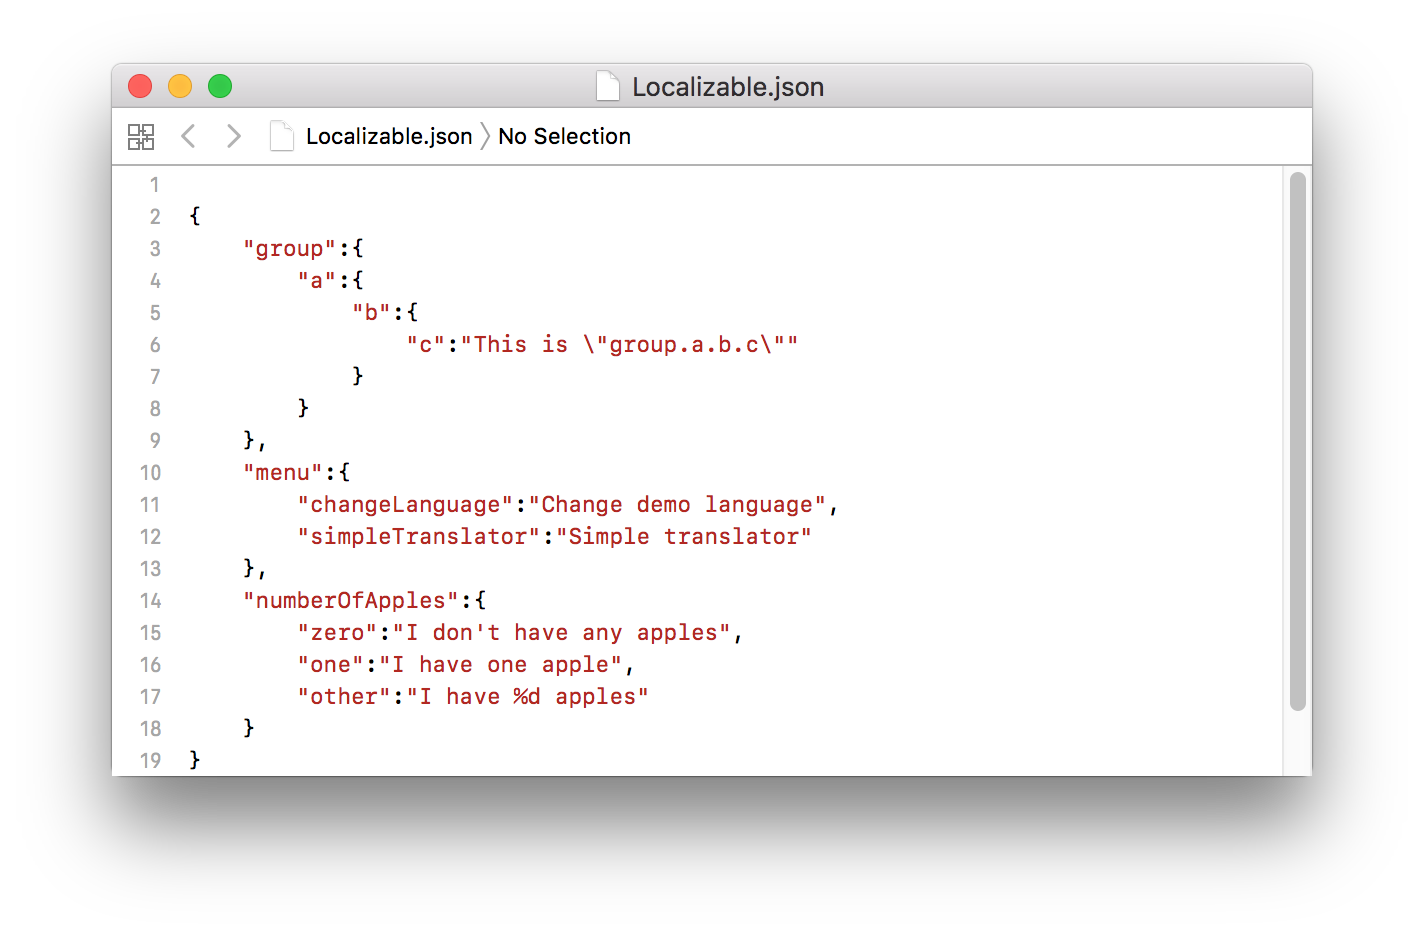 Localizable.json
Localizable.json 〉 No Selection
1
2 {
3     "group":{
4         "a":{
5             "b":{
6                 "c":"This is \"group.a.b.c\""
7             }
8         }
9     },
10     "menu":{
11         "changeLanguage":"Change demo language",
12         "simpleTranslator":"Simple translator"
13     },
14     "numberOfApples":{
15         "zero":"I don't have any apples",
16         "one":"I have one apple",
17         "other":"I have %d apples"
18     }
19 }